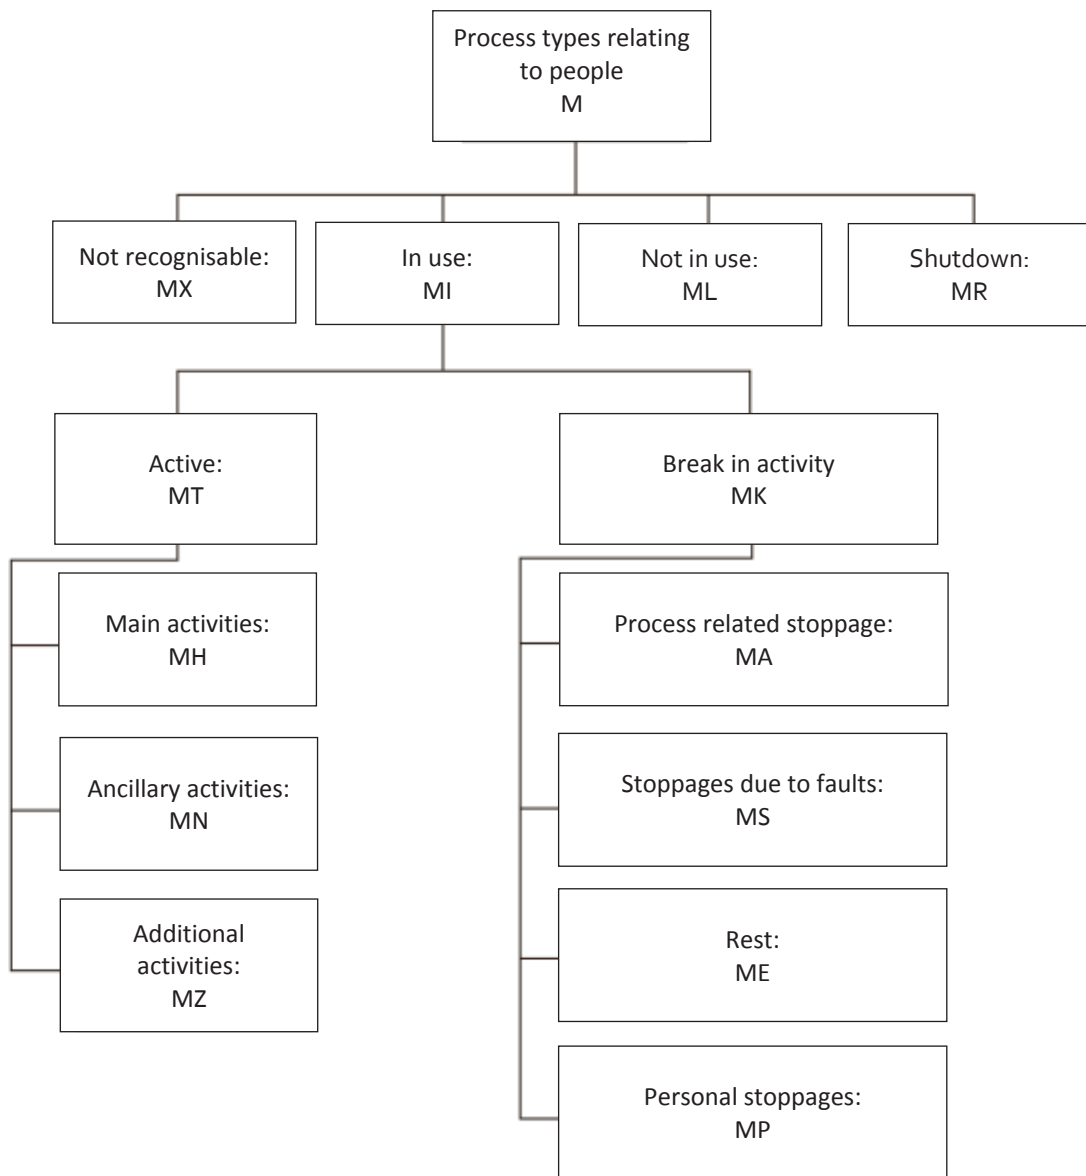 Process types relating
to people
M
Not recognisable:
MX
In use:
MI
Not in use:
ML
Shutdown:
MR
Active:
MT
Break in activity
MK
Main activities:
MH
Ancillary activities:
MN
Additional
activities:
MZ
Process related stoppage:
MA
Stoppages due to faults:
MS
Rest:
ME
Personal stoppages:
MP